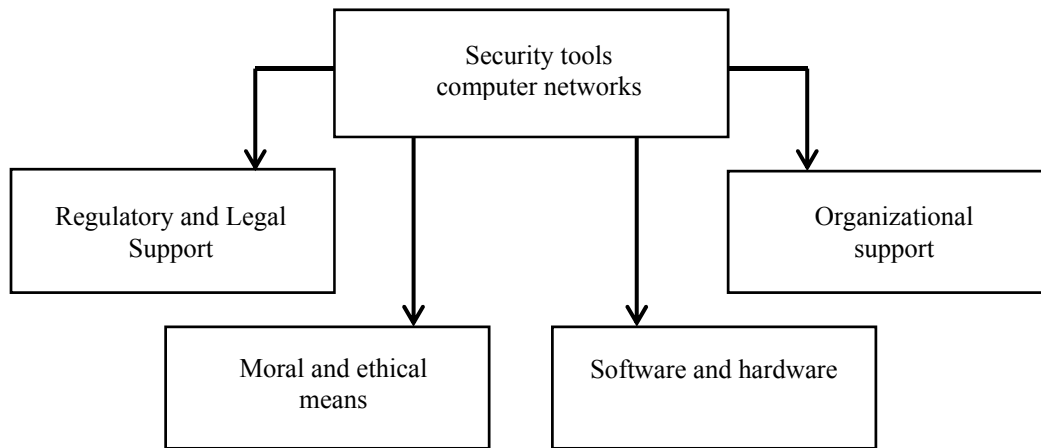 Security tools
computer networks
Regulatory and Legal
Support
Organizational
support
Moral and ethical
means
Software and hardware